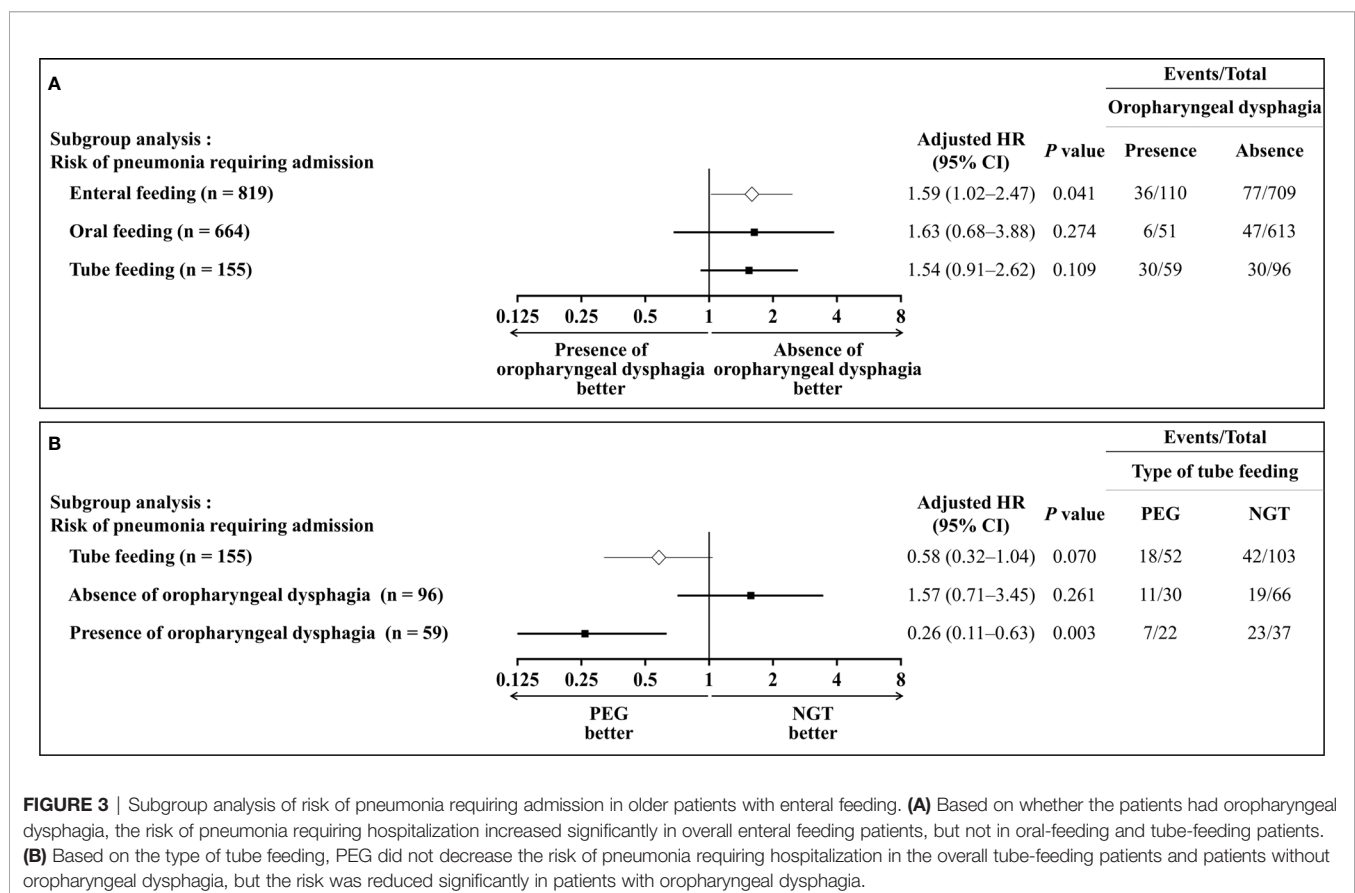 A
Events/Total
Oropharyngeal dysphagia
Subgroup analysis :
Risk of pneumonia requiring admission
Adjusted HR
(95% CI)
P value
Presence
Absence
Enteral feeding (n = 819) 1.59 (1.02–2.47) 0.041 36/110 77/709
Oral feeding (n = 664) 1.63 (0.68–3.88) 0.274 6/51 47/613
Tube feeding (n = 155) 1.54 (0.91–2.62) 0.109 30/59 30/96
0.125 0.25 0.5 1 2 4 8
Presence of
oropharyngeal dysphagia
better
Absence of
oropharyngeal dysphagia
better
B
Events/Total
Type of tube feeding
Subgroup analysis :
Risk of pneumonia requiring admission
Adjusted HR
(95% CI)
P value
PEG
NGT
Tube feeding (n = 155) 0.58 (0.32–1.04) 0.070 18/52 42/103
Absence of oropharyngeal dysphagia (n = 96) 1.57 (0.71–3.45) 0.261 11/30 19/66
Presence of oropharyngeal dysphagia (n = 59) 0.26 (0.11–0.63) 0.003 7/22 23/37
0.125 0.25 0.5 1 2 4 8
PEG
better
NGT
better
FIGURE 3 | Subgroup analysis of risk of pneumonia requiring admission in older patients with enteral feeding. (A) Based on whether the patients had oropharyngeal
dysphagia, the risk of pneumonia requiring hospitalization increased significantly in overall enteral feeding patients, but not in oral-feeding and tube-feeding patients.
(B) Based on the type of tube feeding, PEG did not decrease the risk of pneumonia requiring hospitalization in the overall tube-feeding patients and patients without
oropharyngeal dysphagia, but the risk was reduced significantly in patients with oropharyngeal dysphagia.